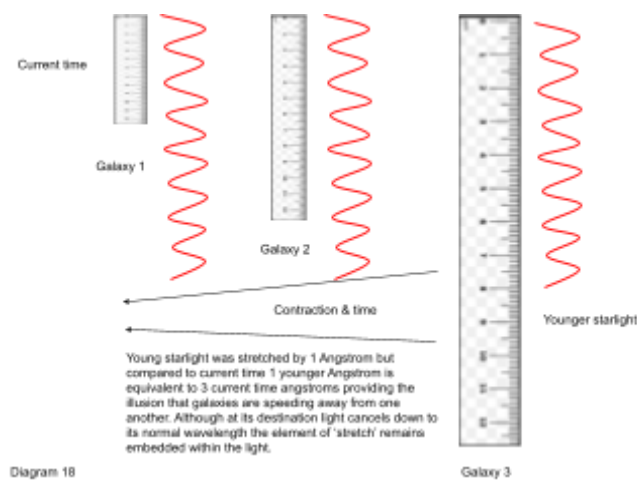 Current time
Galaxy 1
Galaxy 2
Contraction & time
Younger starlight
Young starlight was stretched by 1 Angstrom but
compared to current time 1 younger Angstrom is
equivalent to 3 current time angstroms providing the
illusion that galaxies are speeding away from one
another. Although at its destination light cancels down to
its normal wavelength the element of 'stretch' remains
embedded within the light.
Diagram 18
Galaxy 3